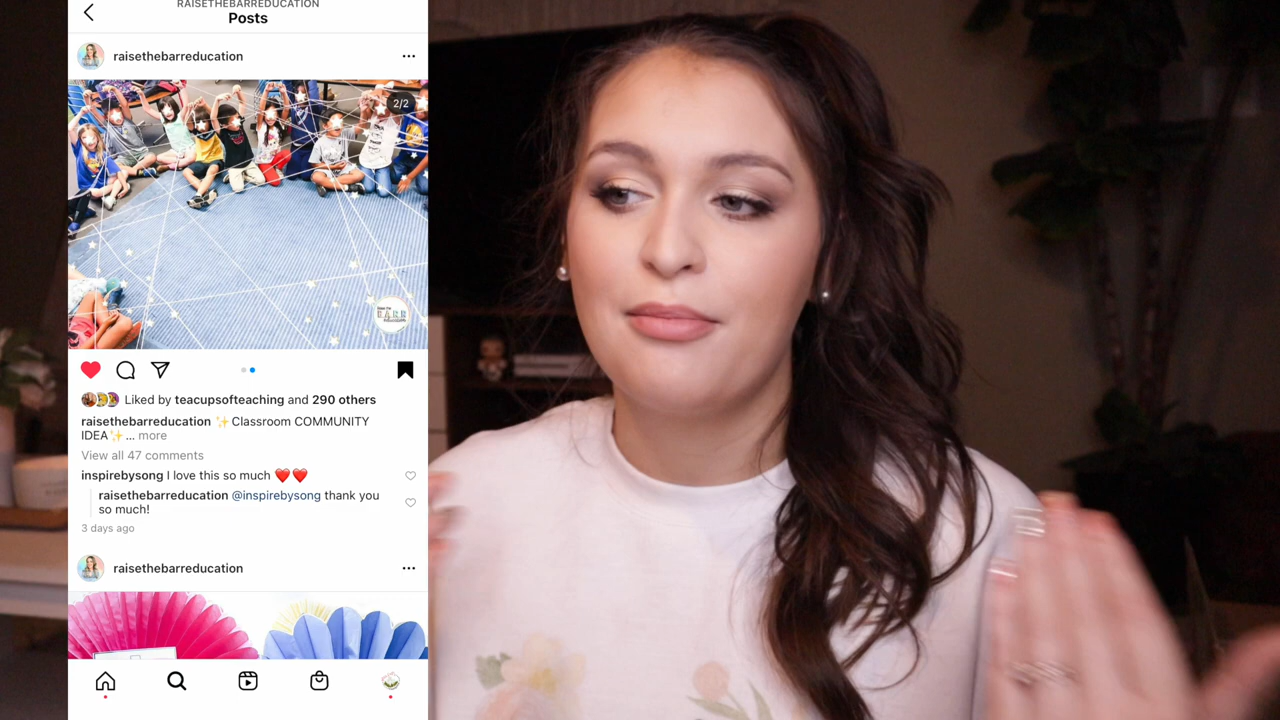 RAISETHEBARREDUCATION
Posts
raisethebarreducation
2/2
Liked by teacupsofteaching and 290 others
raisethebarreducation ✨Classroom COMMUNITY
IDEA✨... more
View all 47 comments
inspirebysong I love this so much ❤️❤️
raisethebarreducation @inspirebysong thank you
so much!
3 days ago
raisethebarreducation